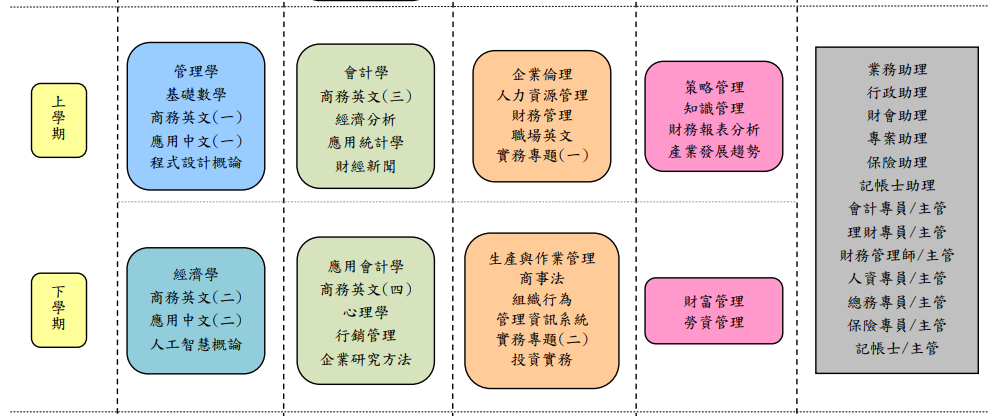 上
學
期
管理學
基礎數學
商務英文(一)
應用中文(一)
程式設計概論
會計學
商務英文(三)
經濟分析
應用統計學
財經新聞
企業倫理
人力資源管理
財務管理
職場英文
實務專題(一)
策略管理
知識管理
財務報表分析
產業發展趨勢
下
學
期
經濟學
商務英文(二)
應用中文(二)
人工智慧概論
應用會計學
商務英文(四)
心理學
行銷管理
企業研究方法
生產與作業管理
商事法
組織行為
管理資訊系統
實務專題(二)
投資實務
財富管理
勞資管理
業務助理
行政助理
財會助理
專案助理
保險助理
記帳士助理
會計專員/主管
理財專員/主管
財務管理師/主管
人資專員/主管
總務專員/主管
保險專員/主管
記帳士/主管